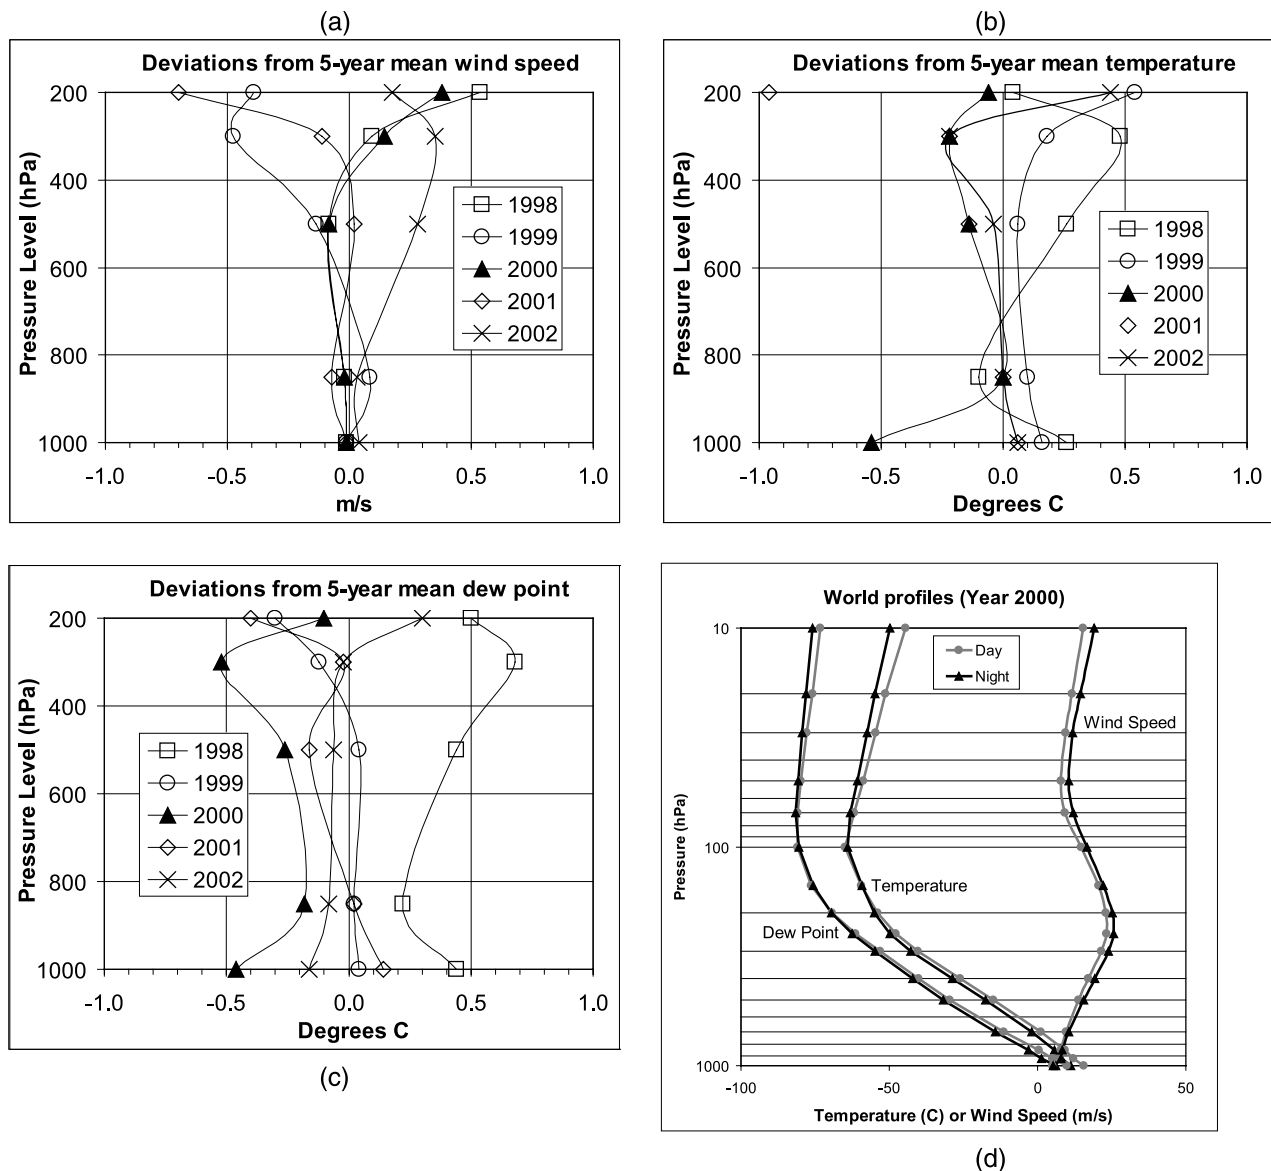 (a)
Deviations from 5-year mean wind speed
Pressure Level (hPa)
200
400
600
800
1000
-1.0
-0.5
0.0
0.5
1.0
m/s
1998
1999
2000
2001
2002
(b)
Deviations from 5-year mean temperature
Pressure Level (hPa)
200
400
600
800
1000
-1.0
-0.5
0.0
0.5
1.0
Degrees C
1998
1999
2000
2001
2002
Deviations from 5-year mean dew point
Pressure Level (hPa)
200
400
600
800
1000
-1.0
-0.5
0.0
0.5
1.0
Degrees C
1998
1999
2000
2001
2002
(c)
World profiles (Year 2000)
Pressure (hPa)
10
100
1000
Day
Night
Wind Speed
Temperature
Dew Point
-100
-50
0
50
Temperature (C) or Wind Speed (m/s)
(d)